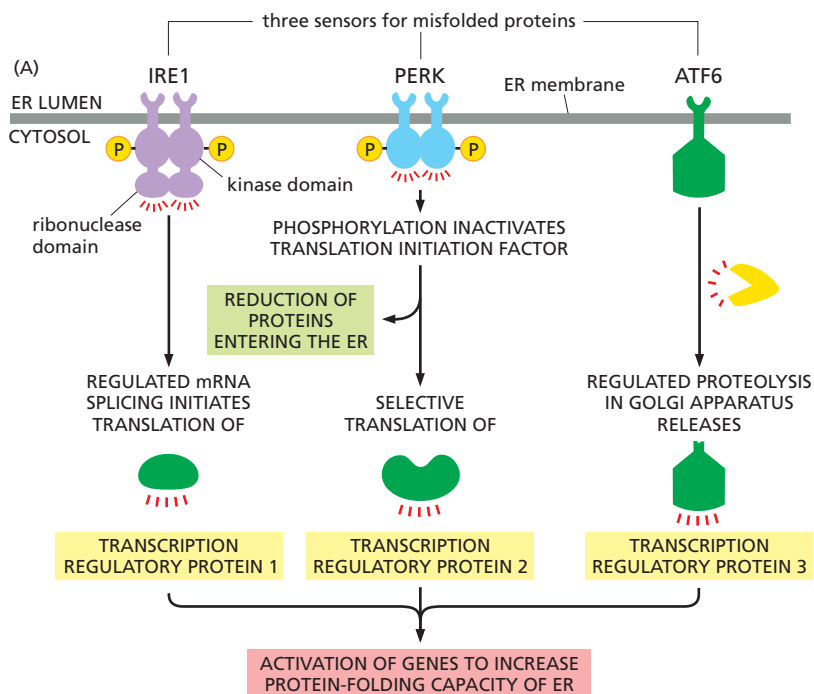 three sensors for misfolded proteins
(A)
IRE1
PERK
ATF6
ER LUMEN
ER membrane
CYTOSOL
P
P
P
P
kinase domain
ribonuclease
domain
PHOSPHORYLATION INACTIVATES
TRANSLATION INITIATION FACTOR
REDUCTION OF
PROTEINS
ENTERING THE ER
REGULATED mRNA
SPLICING INITIATES
TRANSLATION OF
SELECTIVE
TRANSLATION OF
REGULATED PROTEOLYSIS
IN GOLGI APPARATUS
RELEASES
TRANSCRIPTION
REGULATORY PROTEIN 1
TRANSCRIPTION
REGULATORY PROTEIN 2
TRANSCRIPTION
REGULATORY PROTEIN 3
ACTIVATION OF GENES TO INCREASE
PROTEIN-FOLDING CAPACITY OF ER